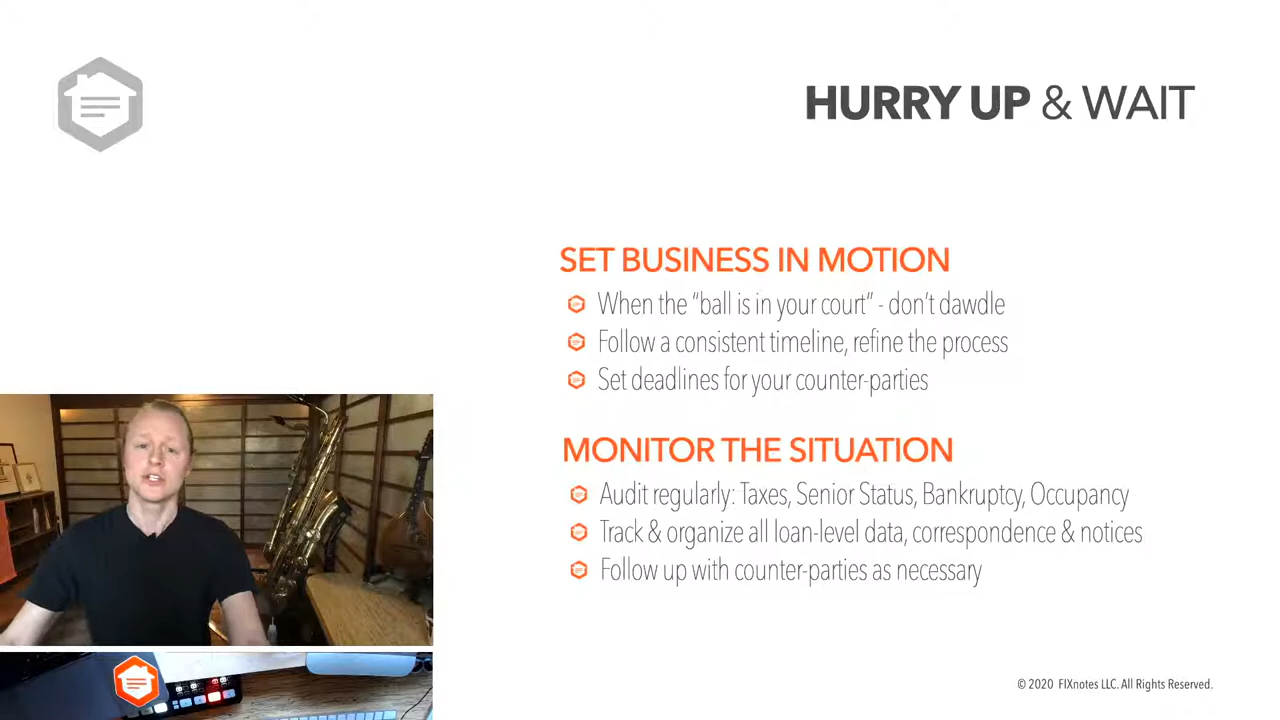 HURRY UP & WAIT
SET BUSINESS IN MOTION
When the “ball is in your court” - don’t dawdle
Follow a consistent timeline, refine the process
Set deadlines for your counter-parties
MONITOR THE SITUATION
Audit regularly: Taxes, Senior Status, Bankruptcy, Occupancy
Track & organize all loan-level data, correspondence & notices
Follow up with counter-parties as necessary
© 2020 FIXnotes LLC. All Rights Reserved.